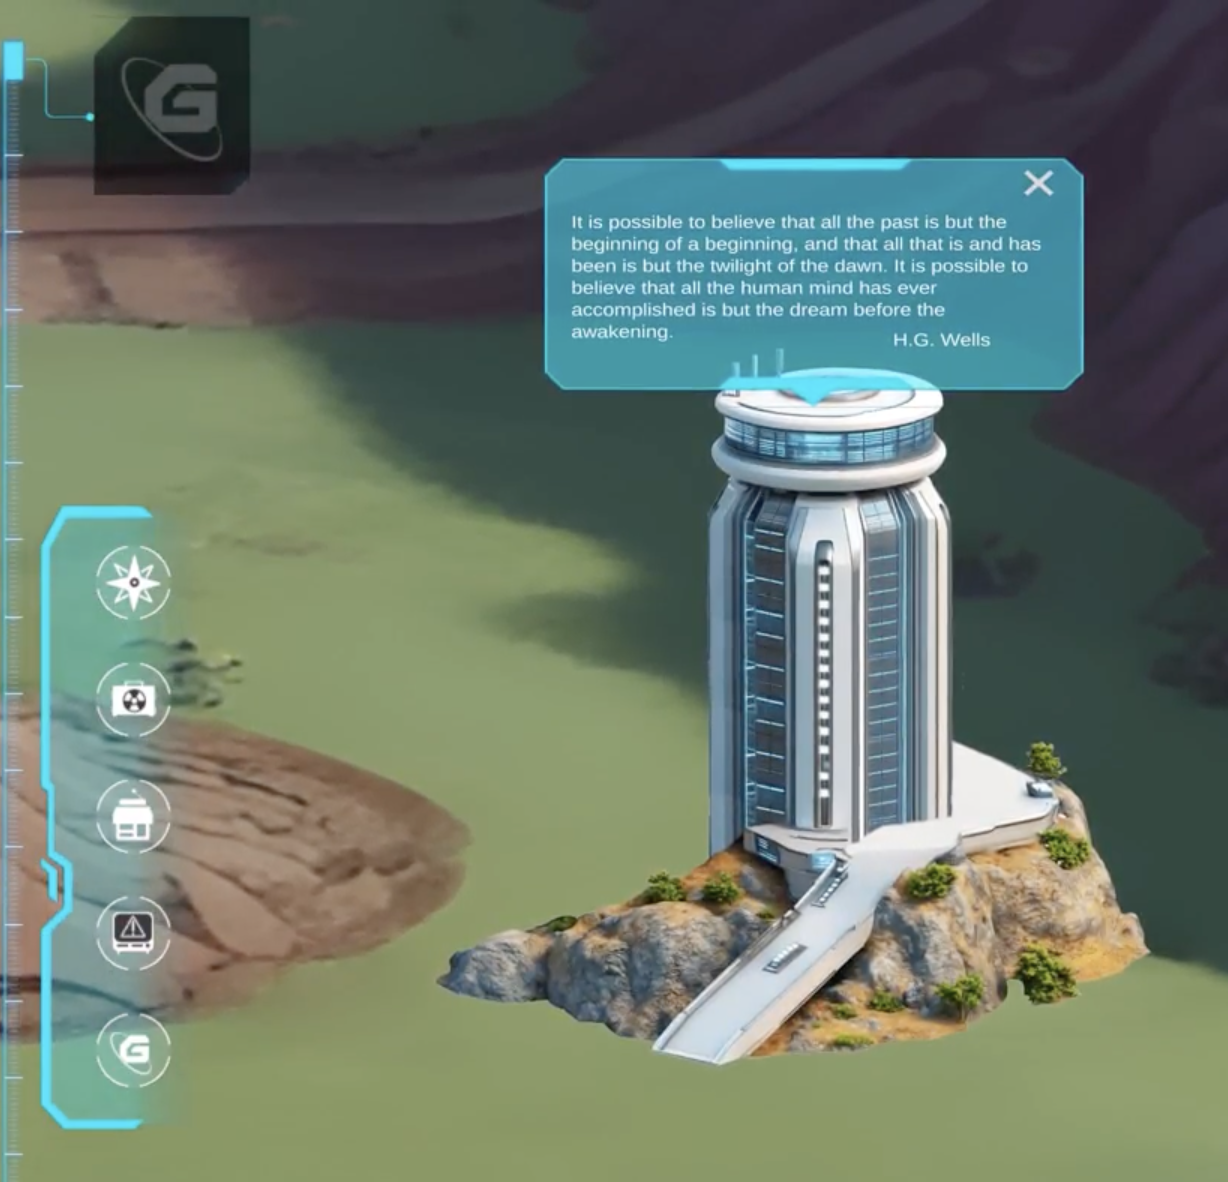 G
It is possible to believe that all the past is but the
beginning of a beginning, and that all that is and has
been is but the twilight of the dawn. It is possible to
believe that all the human mind has ever
accomplished is but the dream before the
awakening.
H.G. Wells
G